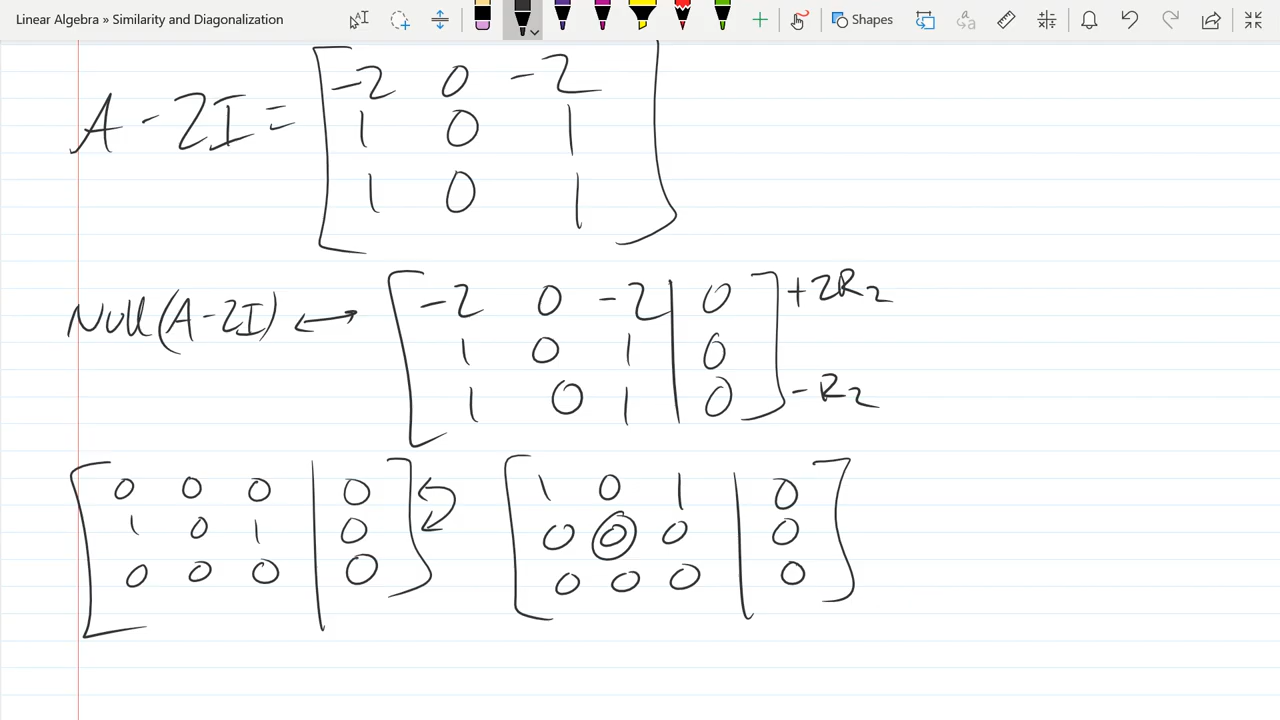 Linear Algebra » Similarity and Diagonalization
Shapes
A - 2I = [ -2 0 -2
1 0 1
1 0 1 ]
Null(A-2I) ↔ [ -2 0 -2 | 0 ] +2R2
1 0 1 | 0
1 0 1 | 0 ] -R2
[ 0 0 0 | 0 ] [ 1 0 1 | 0 ]
1 0 1 | 0 0 0 0 | 0
0 0 0 | 0 0 0 0 | 0